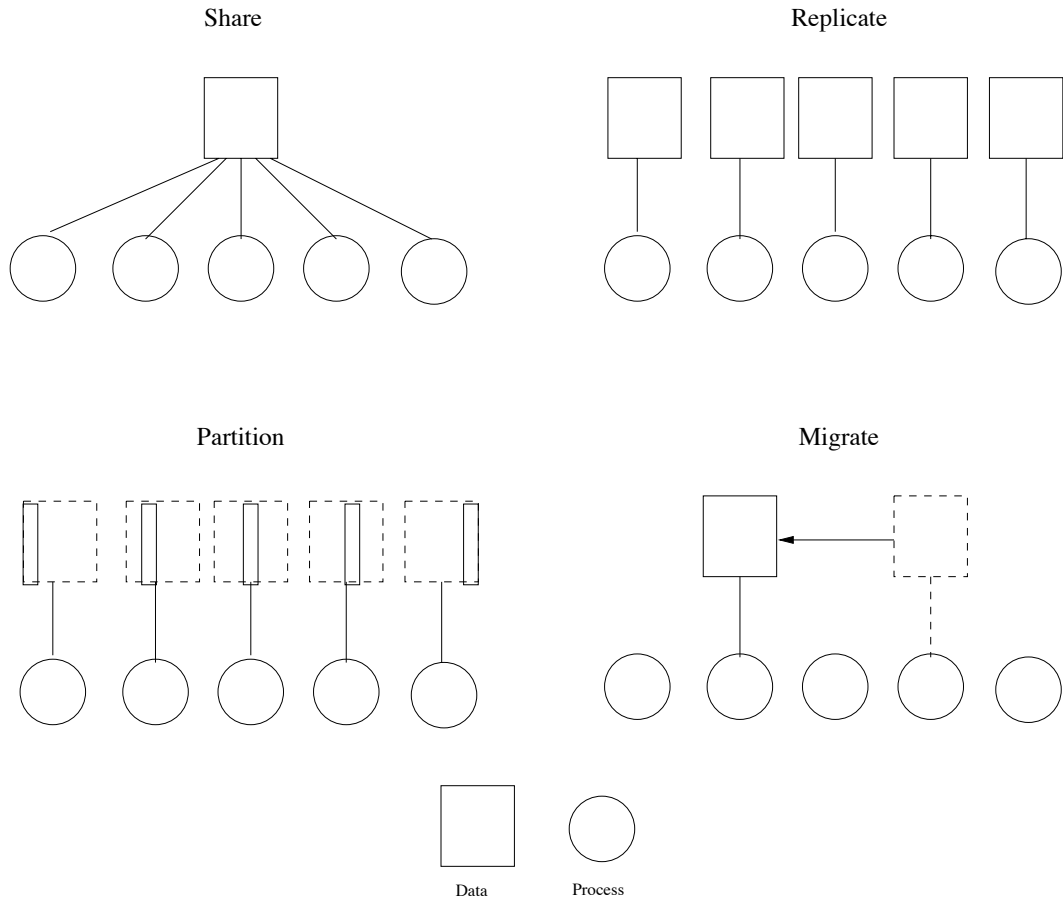 Share
Replicate
Partition
Migrate
Data
Process